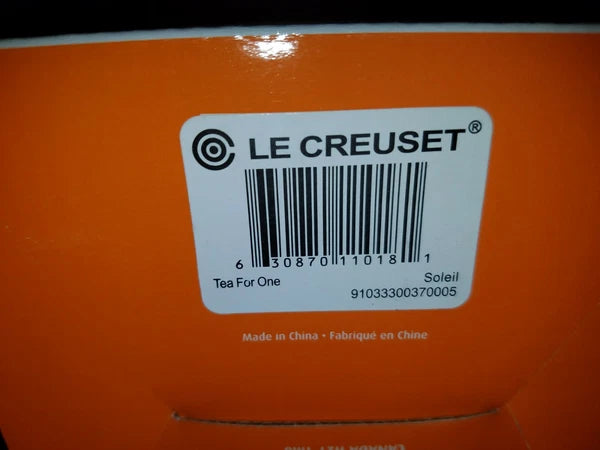 LE CREUSET®
6 30870 11018 1
Tea For One
Soleil
91033300370005
Made in China • Fabriqué en Chine